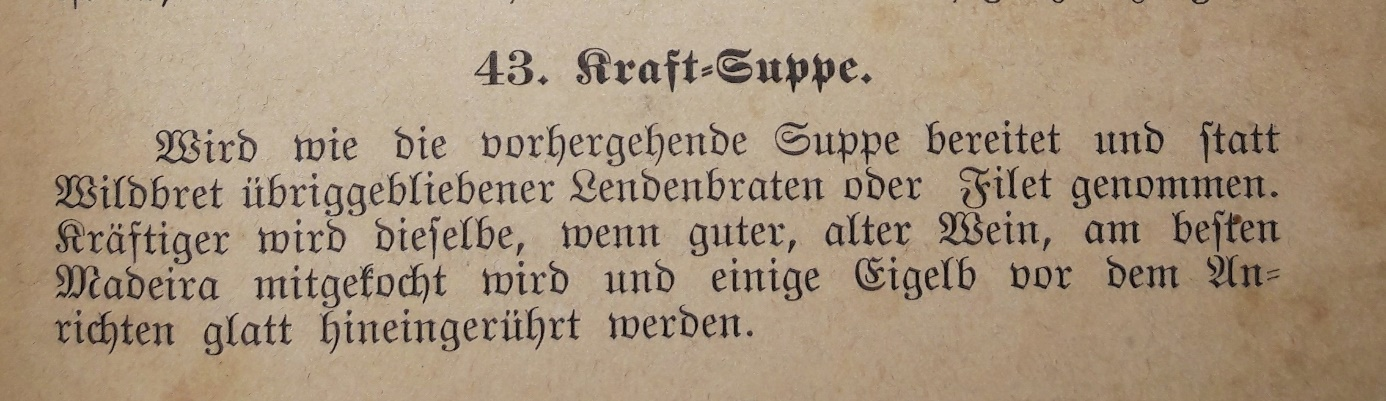 43. Kraft-Suppe.
Wird wie die vorhergehende Suppe bereitet und statt
Wildbret übriggebliebener Lendenbraten oder Filet genommen.
Kräftiger wird dieselbe, wenn guter, alter Wein, am besten
Madeira mitgekocht wird und einige Eigelb vor dem An-
richten glatt hineingerührt werden.